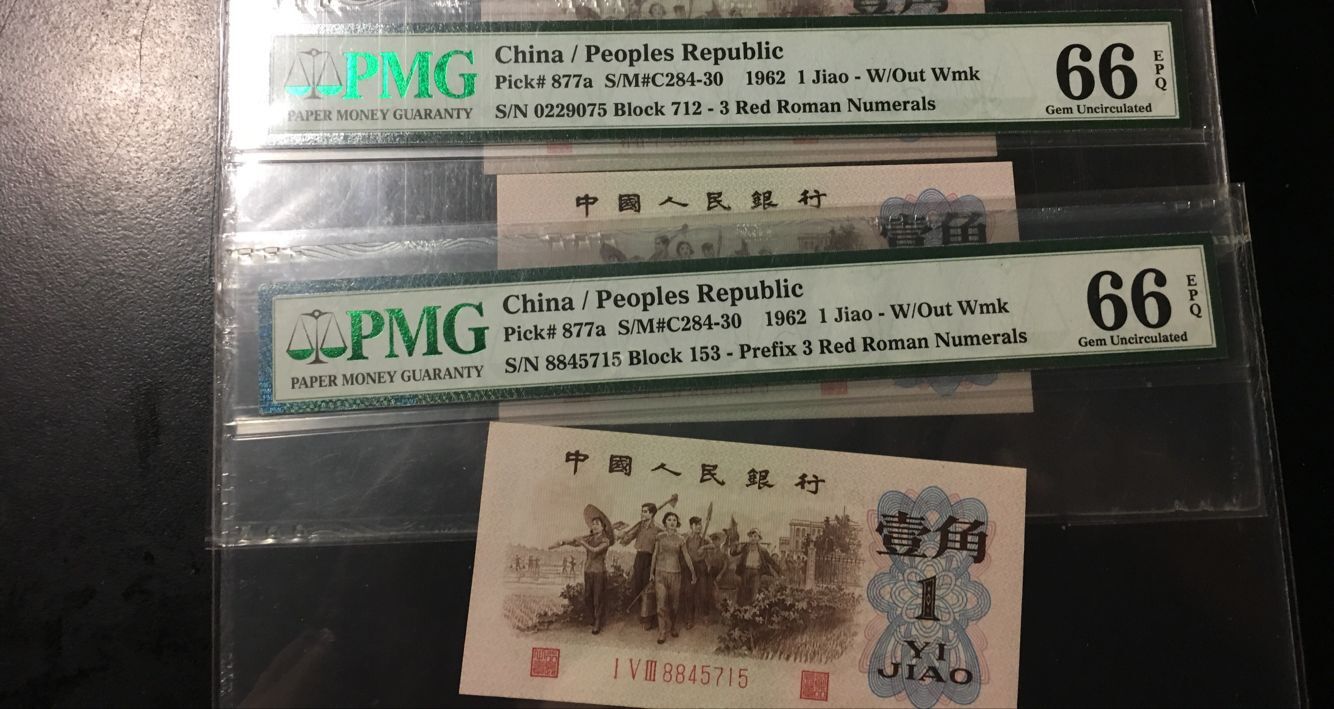 壹角
PMG
PAPER MONEY GUARANTY
China / Peoples Republic
Pick# 877a S/M#C284-30 1962 1 Jiao - W/Out Wmk
S/N 0229075 Block 712 - 3 Red Roman Numerals
66
EPQ
Gem Uncirculated
中國人民銀行
壹角
PMG
PAPER MONEY GUARANTY
China / Peoples Republic
Pick# 877a S/M#C284-30 1962 1 Jiao - W/Out Wmk
S/N 8845715 Block 153 - Prefix 3 Red Roman Numerals
66
EPQ
Gem Uncirculated
中國人民銀行
壹角
1
YI
JIAO
I V III 8845715